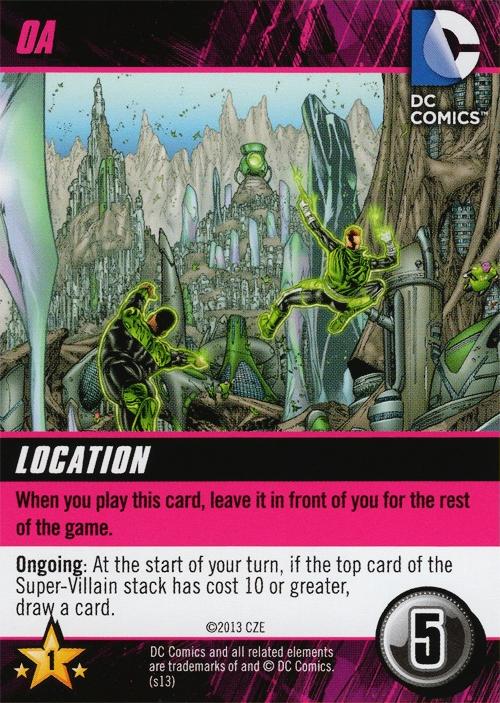 OA
DC
COMICS™
LOCATION
When you play this card, leave it in front of you for the rest
of the game.
Ongoing: At the start of your turn, if the top card of the
Super-Villain stack has cost 10 or greater,
draw a card.
©2013 CZE
1
DC Comics and all related elements
are trademarks of and © DC Comics.
(s13)
5